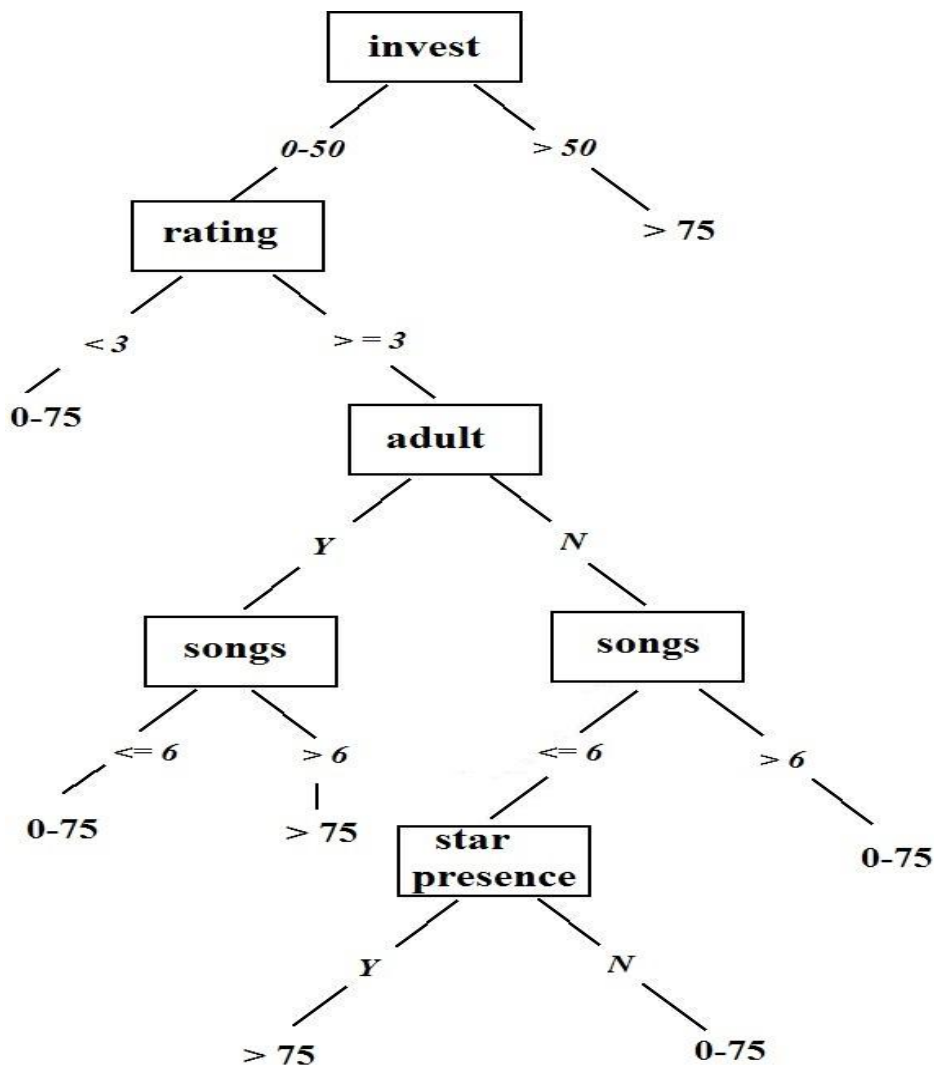 invest
0-50
> 50
rating
> 75
< 3
> = 3
0-75
adult
Y
N
songs
songs
<= 6
> 6
<= 6
> 6
0-75
> 75
star
presence
0-75
Y
N
> 75
0-75